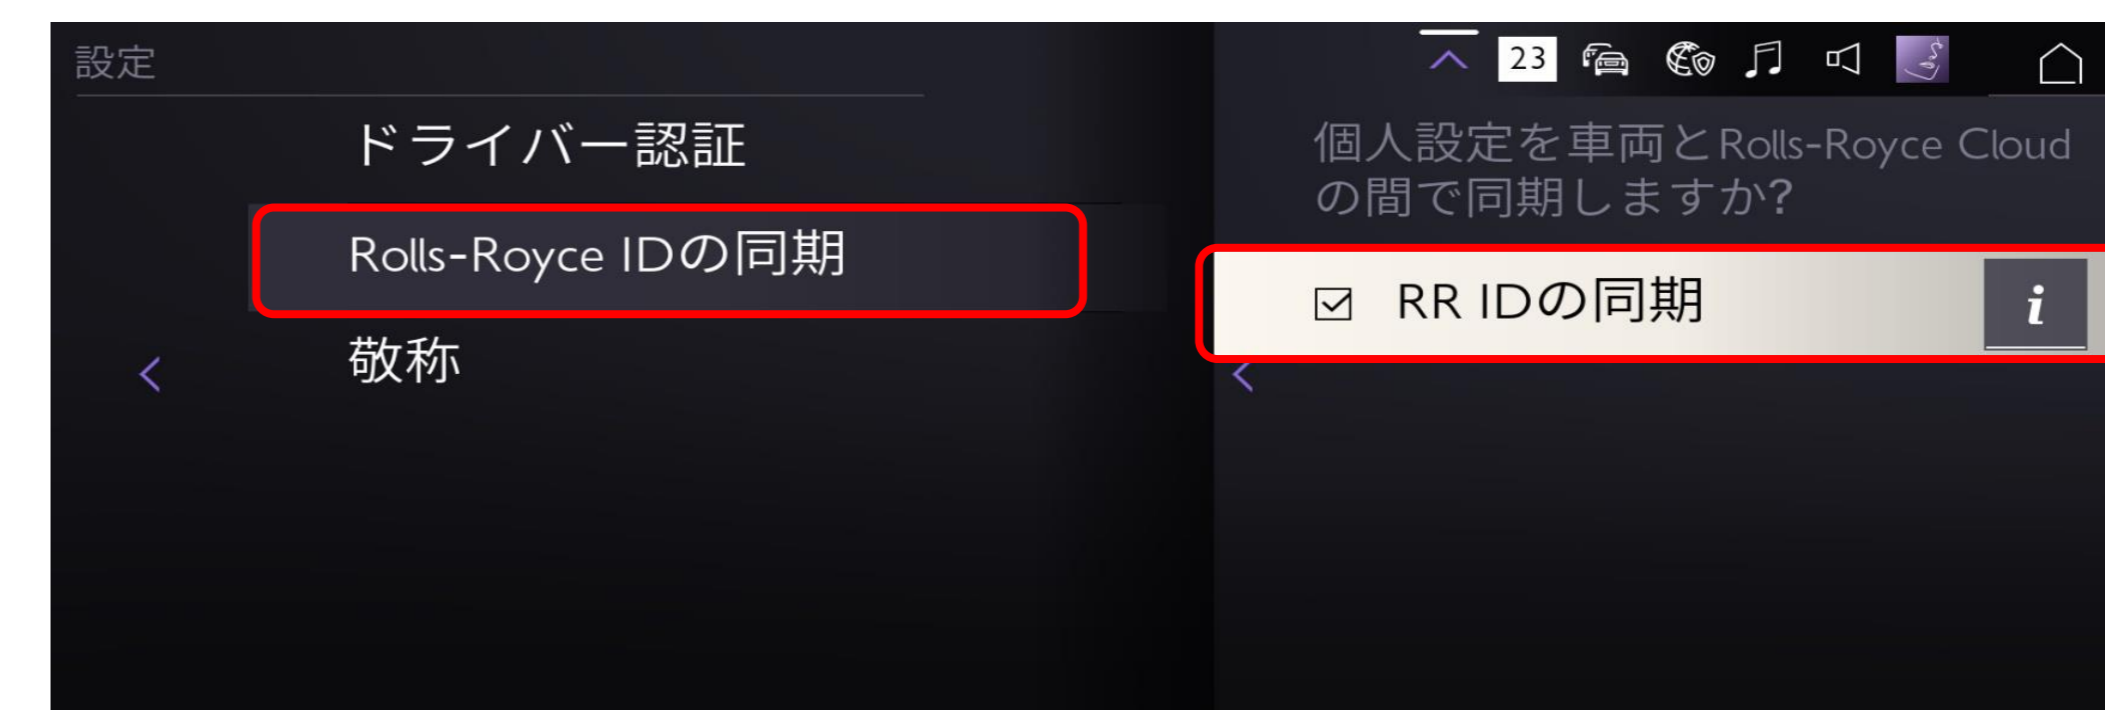 設定
ドライバー認証
Rolls-Royce IDの同期
敬称
23
個人設定を車両とRolls-Royce Cloud
の間で同期しますか?
RR IDの同期
i